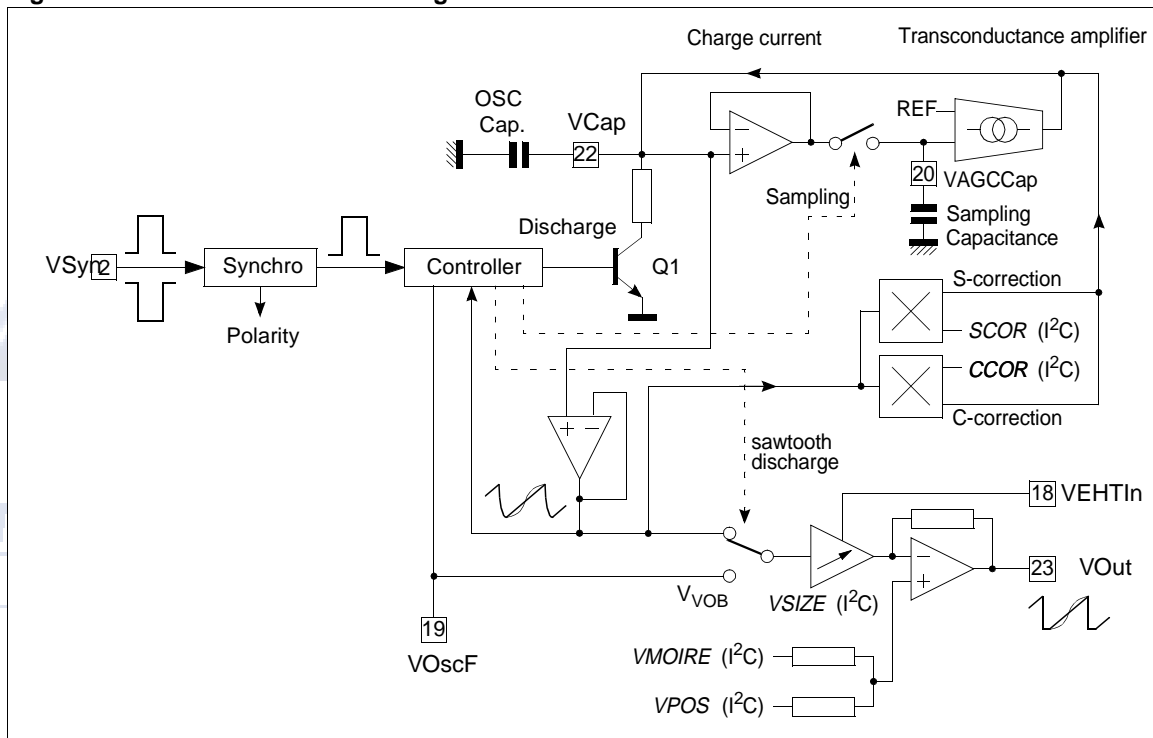 Charge current
Transconductance amplifier
OSC
Cap.
VCap
22
REF
20
VAGCCap
Sampling
Sampling
Capacitance
Discharge
Q1
VSyn
2
Synchro
Controller
Polarity
S-correction
SCOR (I²C)
CCOR (I²C)
C-correction
sawtooth
discharge
18
VEHTIn
23
VOut
V_VOB
VSIZE (I²C)
19
VOscF
VMOIRE (I²C)
VPOS (I²C)